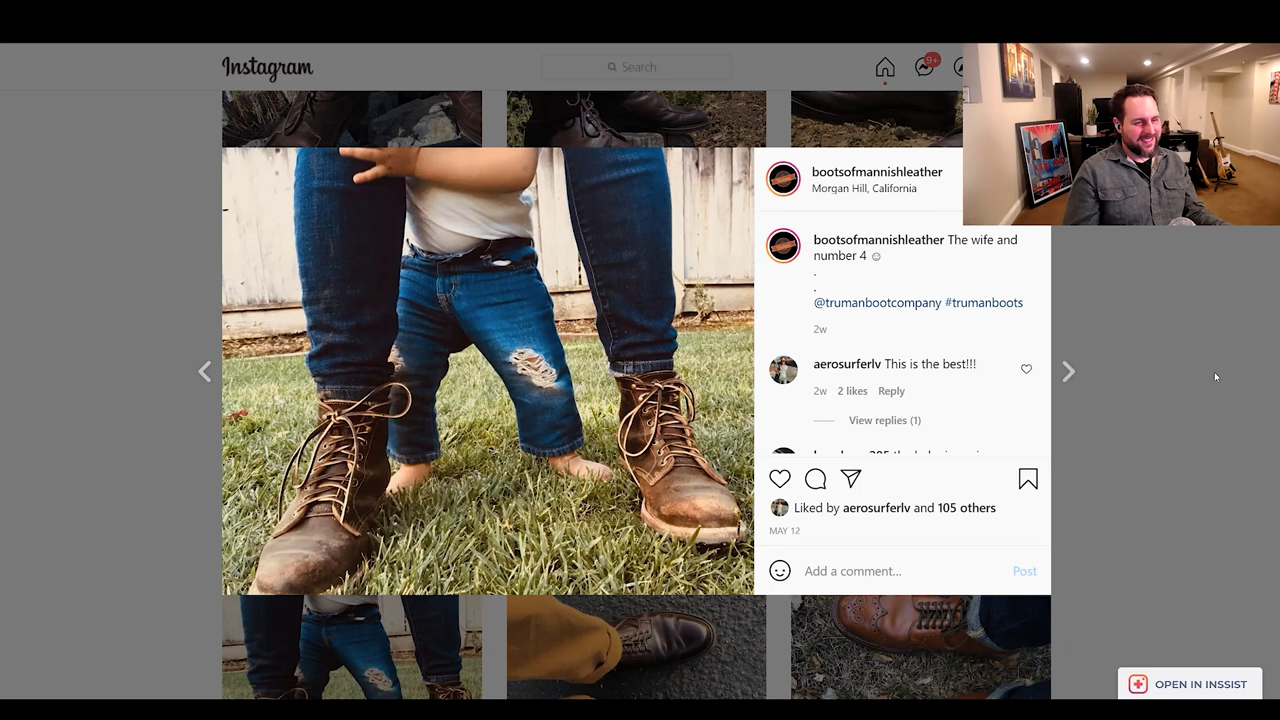 Instagram
Search
9+
bootsofmannishleather
Morgan Hill, California
bootsofmannishleather The wife and
number 4 ☺
.
.
@trumanbootcompany #trumanboots
2w
aerosurferlv This is the best!!!
2w 2 likes Reply
View replies (1)
Liked by aerosurferlv and 105 others
MAY 12
Add a comment... Post
OPEN IN INSSIST